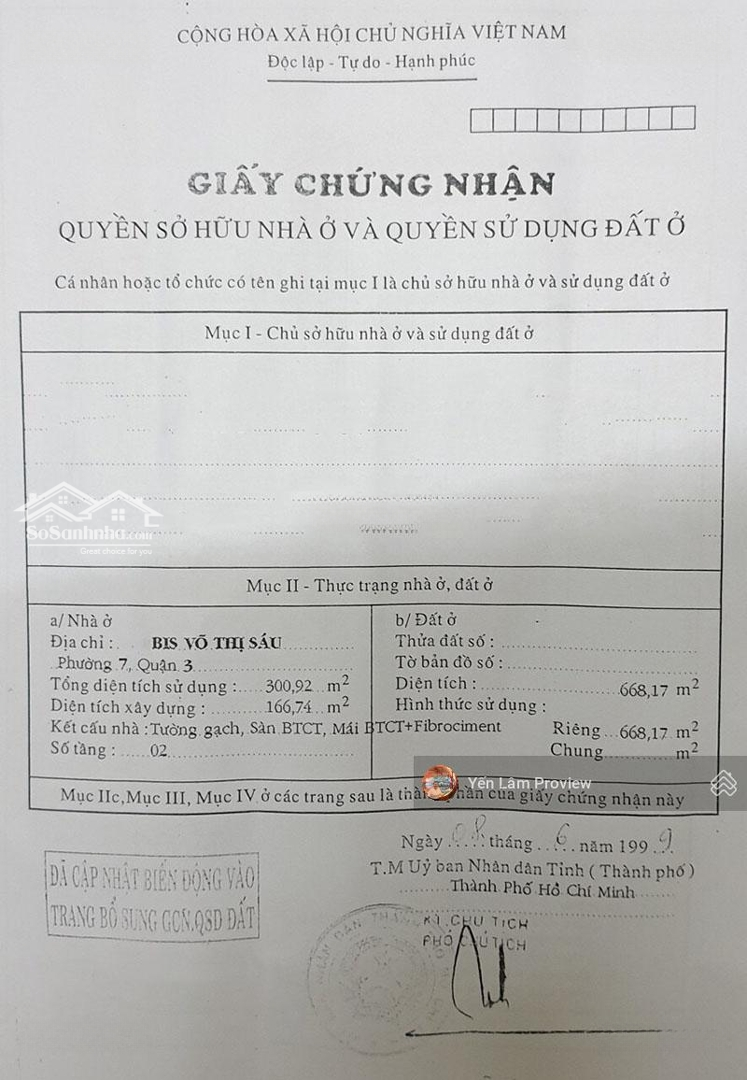 CỘNG HÒA XÃ HỘI CHỦ NGHĨA VIỆT NAM
Độc lập - Tự do - Hạnh phúc
GIẤY CHỨNG NHẬN
QUYỀN SỞ HỮU NHÀ Ở VÀ QUYỀN SỬ DỤNG ĐẤT Ở
Cá nhân hoặc tổ chức có tên ghi tại mục I là chủ sở hữu nhà ở và sử dụng đất ở
Mục I - Chủ sở hữu nhà ở và sử dụng đất ở
SoSanhnha.com
Great choice for you
Mục II - Thực trạng nhà ở, đất ở
a/ Nhà ở
Địa chỉ : BIS VÕ THỊ SÁU
Phường 7, Quận 3
Tổng diện tích sử dụng : 300,92 m²
Diện tích xây dựng : 166,74 m²
Kết cấu nhà : Tường gạch, Sàn BTCT, Mái BTCT+Fibrociment
Số tầng : 02
b/ Đất ở
Thửa đất số :
Tờ bản đồ số :
Diện tích : 668,17 m²
Hình thức sử dụng :
Riêng 668,17 m²
Chung m²
Yến Lâm Proview
Mục IIc, Mục III, Mục IV ở các trang sau là thành phần của giấy chứng nhận này
Ngày 08 tháng 6 năm 1999
T.M Uỷ ban Nhân dân Tỉnh ( Thành phố )
Thành Phố Hồ Chí Minh
KT. CHỦ TỊCH
PHÓ CHỦ TỊCH
ĐÃ CẬP NHẬT BIẾN ĐỘNG VÀO
TRANG BỔ SUNG GCN.QSD ĐẤT